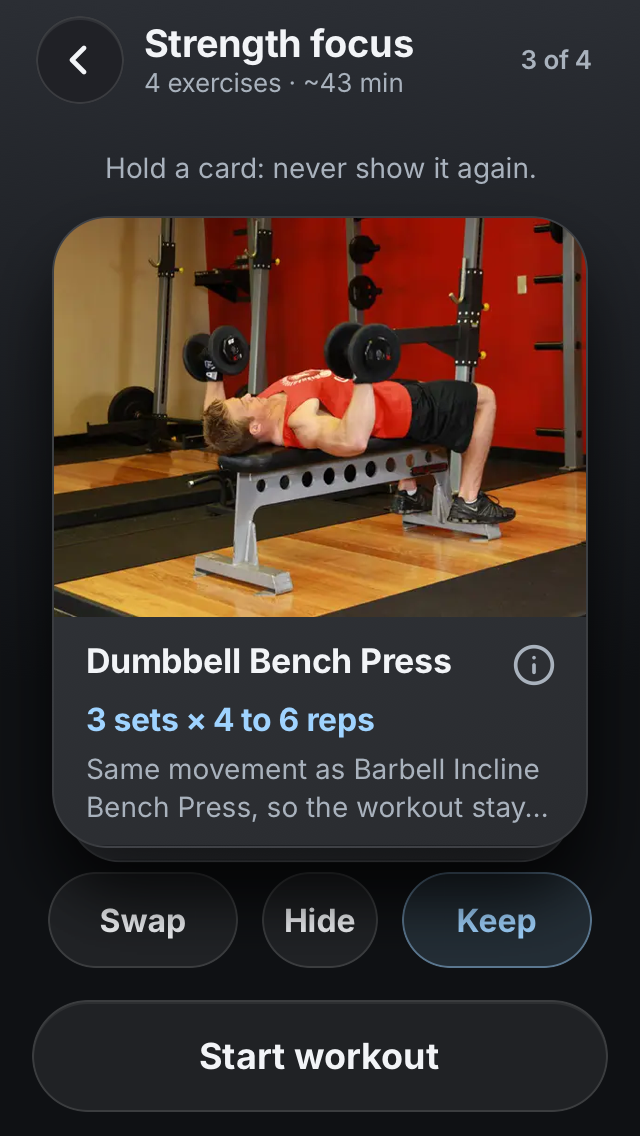 Strength focus
4 exercises · ~43 min
3 of 4
Hold a card: never show it again.
Dumbbell Bench Press
3 sets × 4 to 6 reps
Same movement as Barbell Incline
Bench Press, so the workout stay...
Swap
Hide
Keep
Start workout